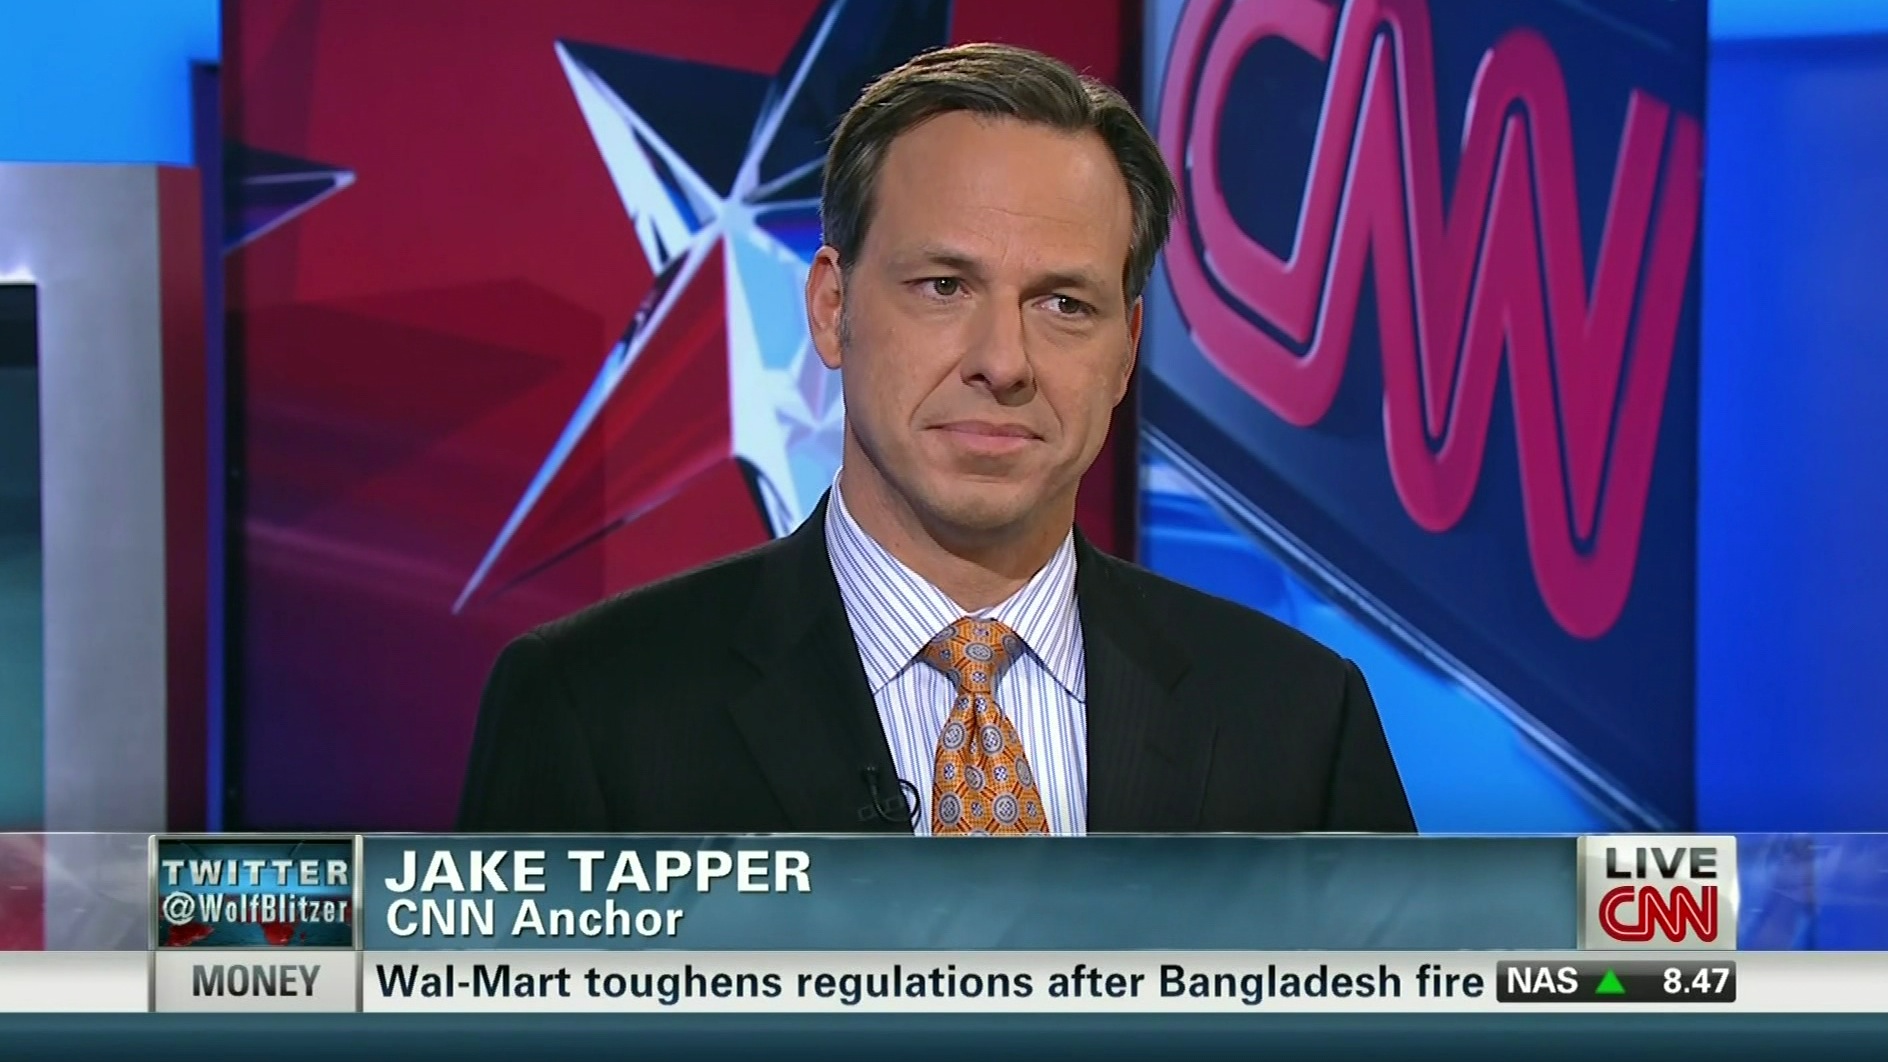 CNN
TWITTER
@WolfBlitzer
JAKE TAPPER
CNN Anchor
LIVE
CNN
MONEY
Wal-Mart toughens regulations after Bangladesh fire
NAS ▲ 8.47